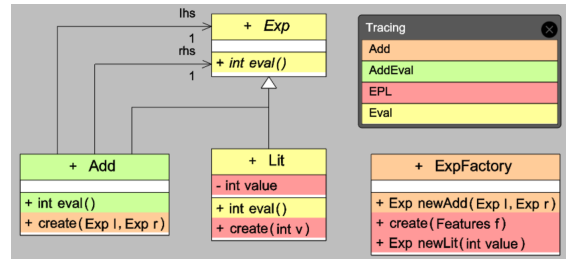 lhs
1
rhs
1
+ Exp
+ int eval()
Tracing
Add
AddEval
EPL
Eval
+ Add
+ int eval()
+ create(Exp l, Exp r)
+ Lit
- int value
+ int eval()
+ create(int v)
+ ExpFactory
+ Exp newAdd(Exp l, Exp r)
+ create(Features f)
+ Exp newLit(int value)